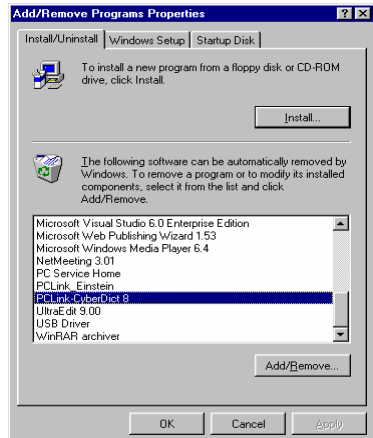 Add/Remove Programs Properties
Install/Uninstall Windows Setup Startup Disk
To install a new program from a floppy disk or CD-ROM
drive, click Install.
Install...
The following software can be automatically removed by
Windows. To remove a program or to modify its installed
components, select it from the list and click
Add/Remove.
Microsoft Visual Studio 6.0 Enterprise Edition
Microsoft Web Publishing Wizard 1.53
Microsoft Windows Media Player 6.4
NetMeeting 3.01
PC Service Home
PCLink_Einstein
PCLink-CyberDict 8
UltraEdit 9.00
USB Driver
WinRAR archiver
Add/Remove...
OK Cancel Apply